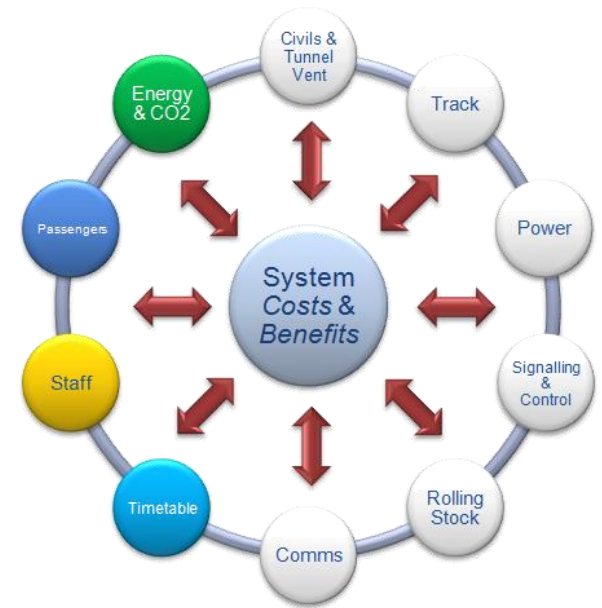 Civils &
Tunnel
Vent
Track
Power
Signalling
&
Control
Rolling
Stock
Comms
Timetable
Staff
Passengers
Energy
& CO2
System
Costs &
Benefits